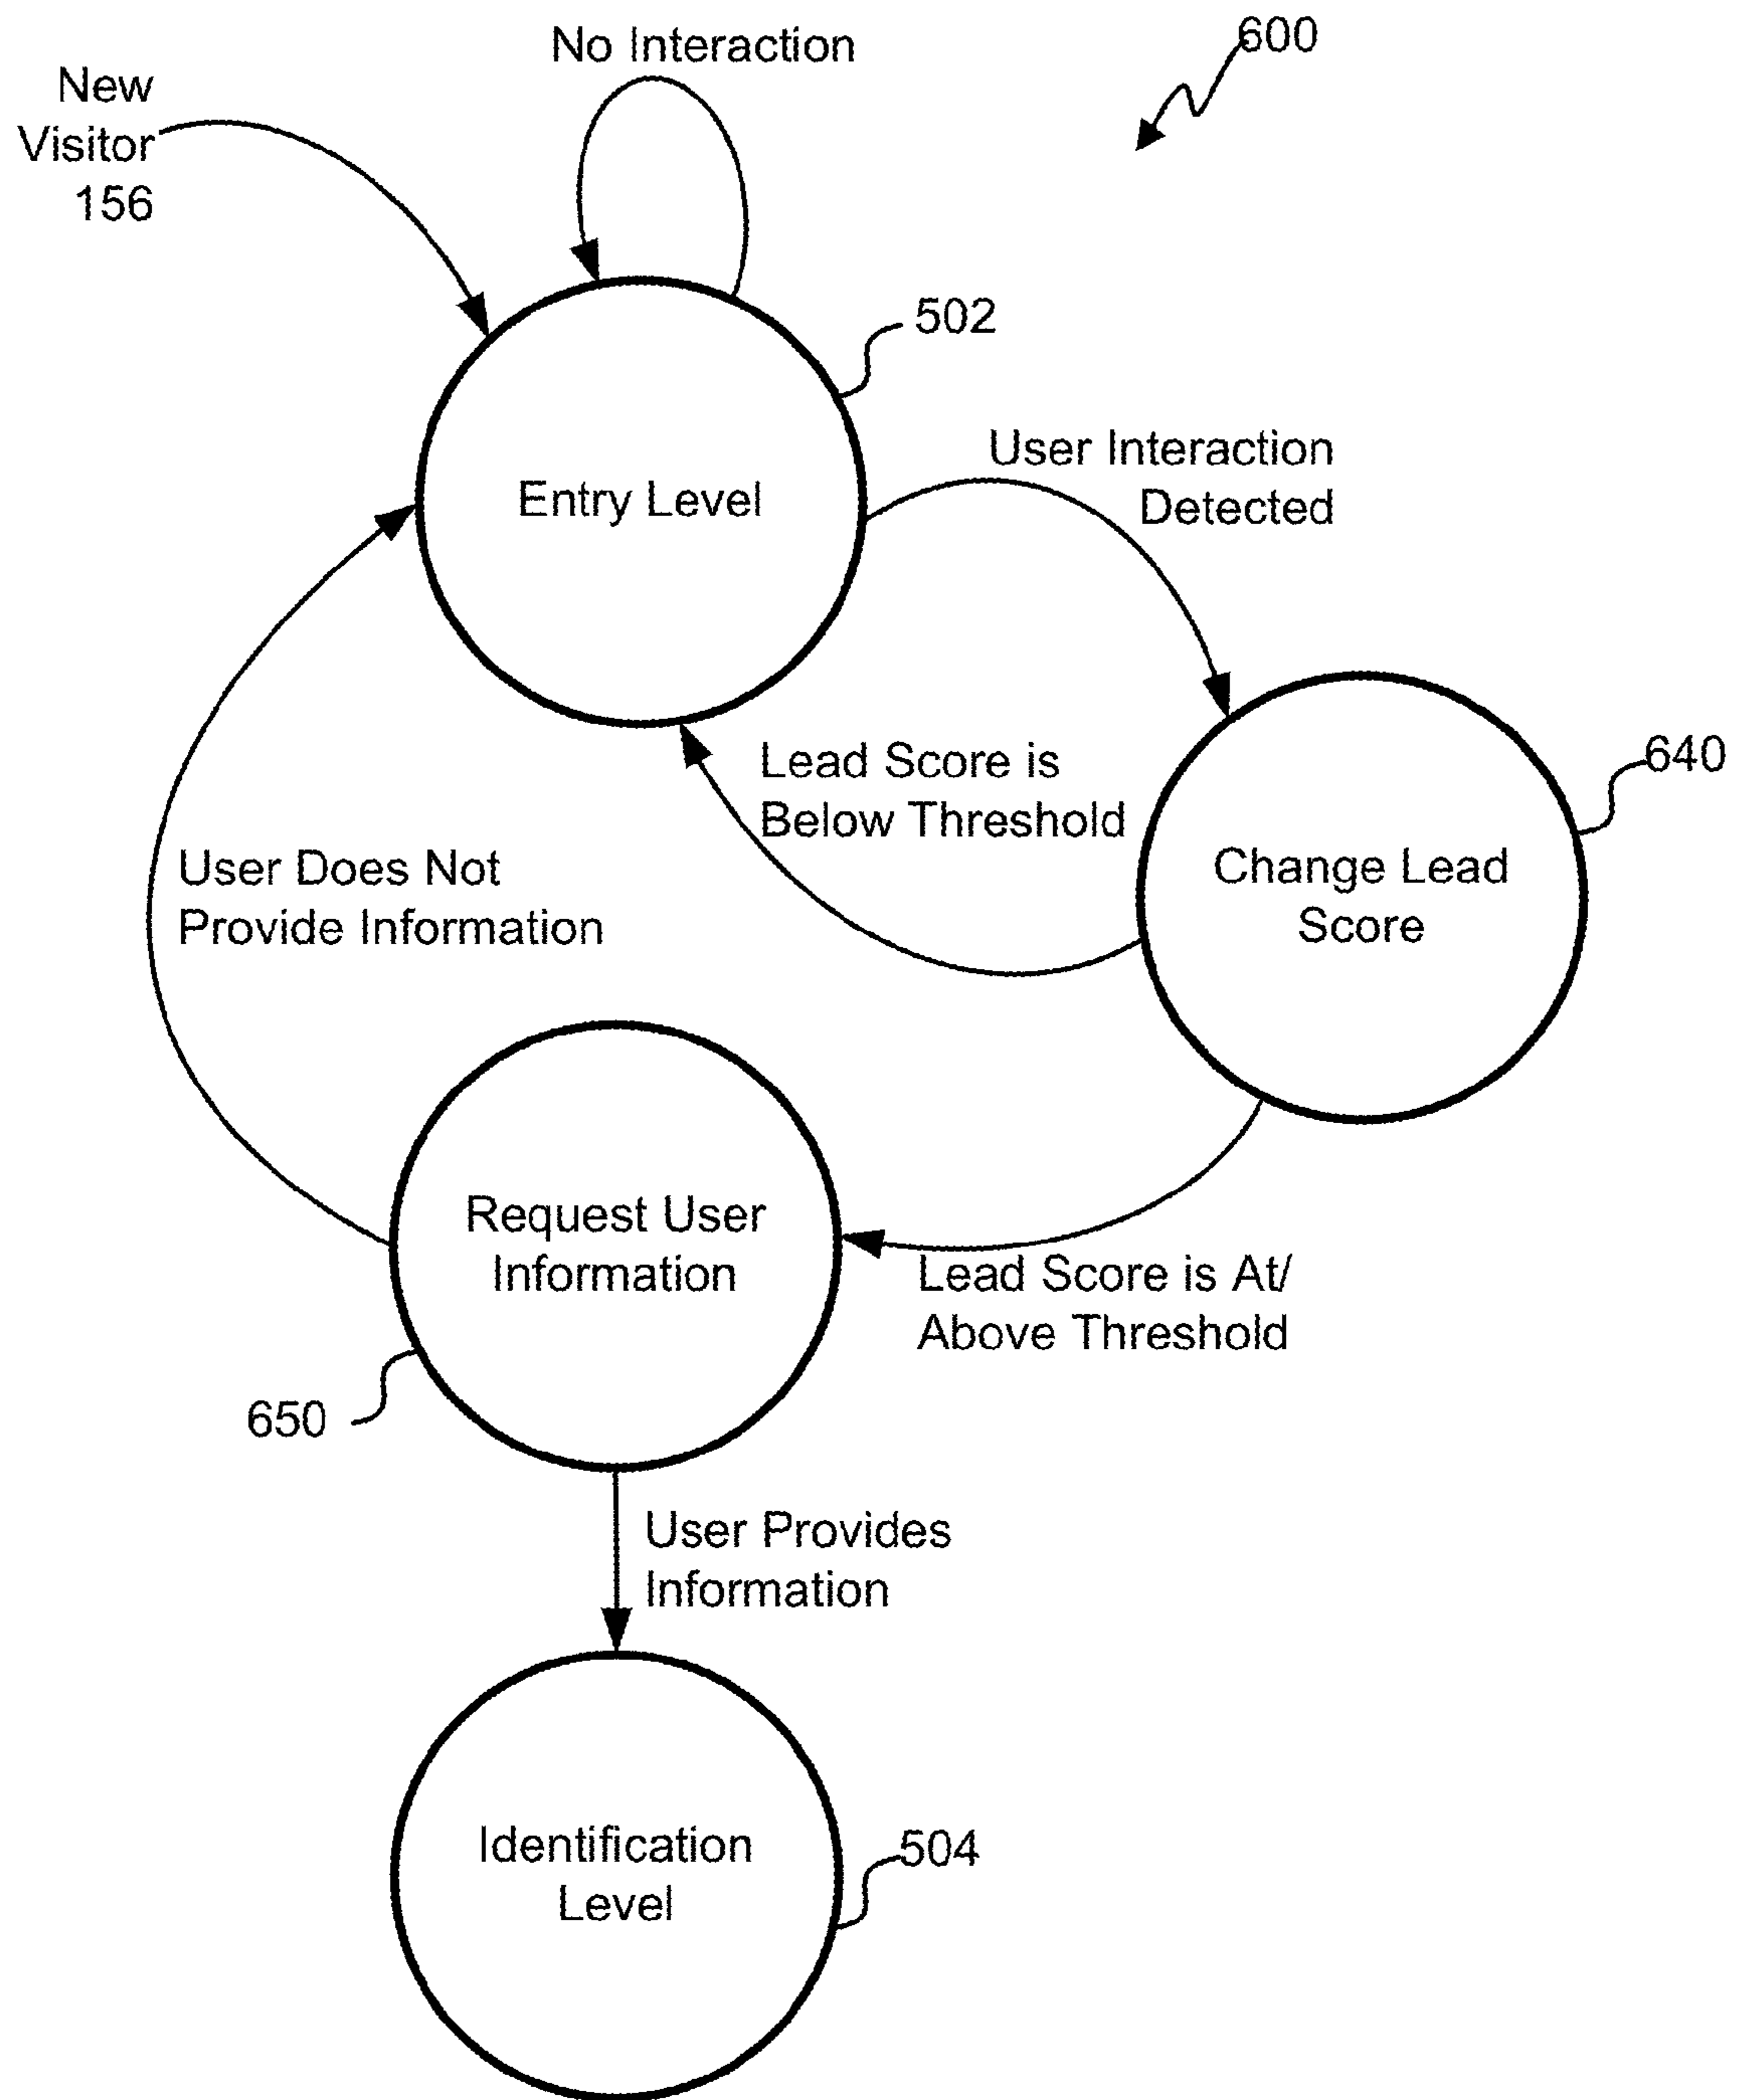 600
No Interaction
New
Visitor
156
502
Entry Level
User Interaction
Detected
Lead Score is
Below Threshold
640
Change Lead
Score
User Does Not
Provide Information
Request User
Information
Lead Score is At/
Above Threshold
650
User Provides
Information
Identification
Level
504